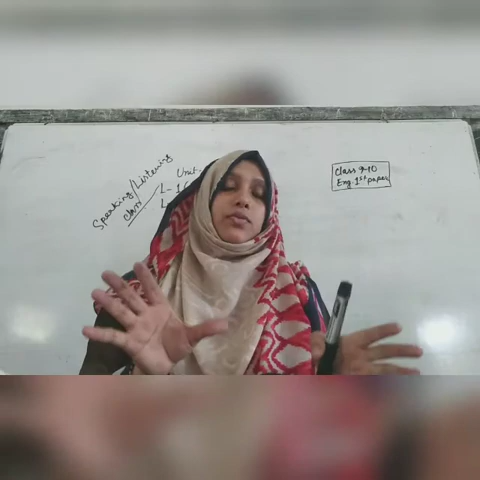 Speaking/Listening
class
Unit-
L-1
L
Class 9-10
Eng. 1st paper